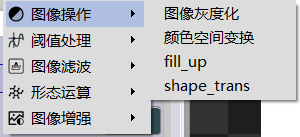 图像操作
阈值处理
图像滤波
形态运算
图像增强
图像灰度化
颜色空间变换
fill_up
shape_trans